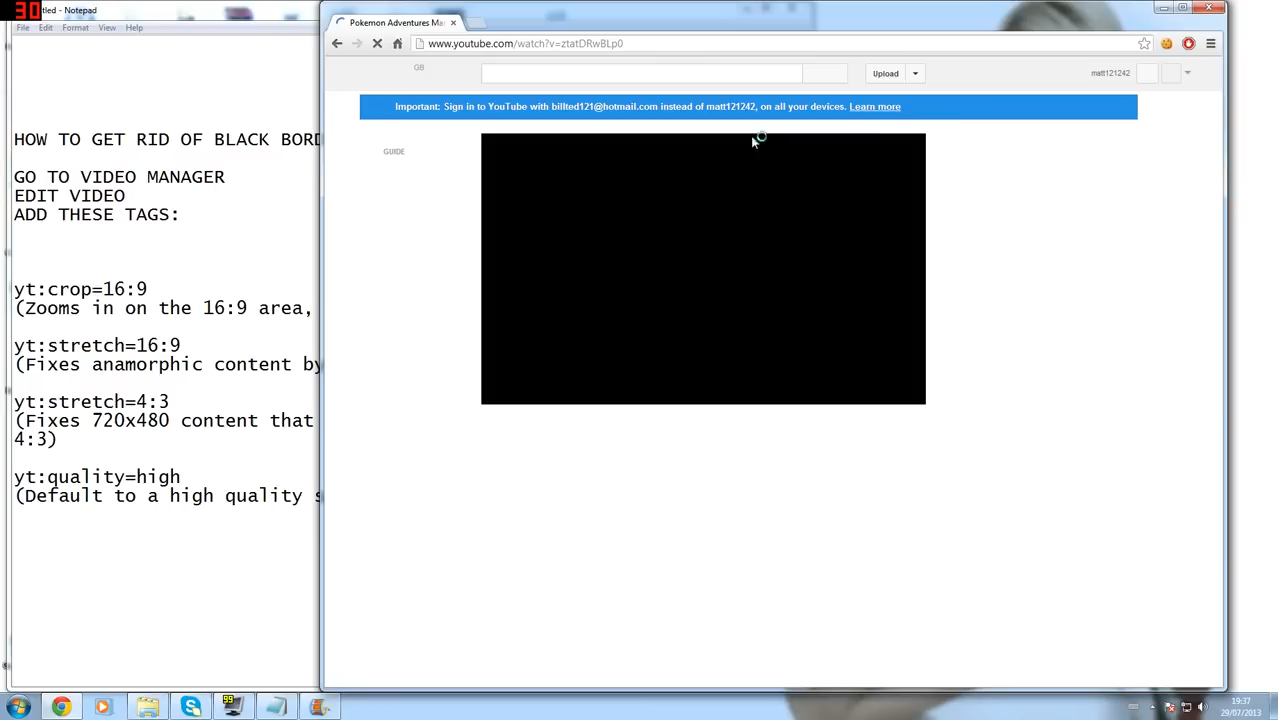 30
tled - Notepad
File Edit Format View Help
HOW TO GET RID OF BLACK BORD
GO TO VIDEO MANAGER
EDIT VIDEO
ADD THESE TAGS:
yt:crop=16:9
(Zooms in on the 16:9 area,
yt:stretch=16:9
(Fixes anamorphic content by
yt:stretch=4:3
(Fixes 720x480 content that
4:3)
yt:quality=high
(Default to a high quality s
Pokemon Adventures Ma
www.youtube.com/watch?v=ztatDRwBLp0
GB
Upload
matt121242
Important: Sign in to YouTube with billted121@hotmail.com instead of matt121242, on all your devices. Learn more
GUIDE
99
19:37
29/07/2013